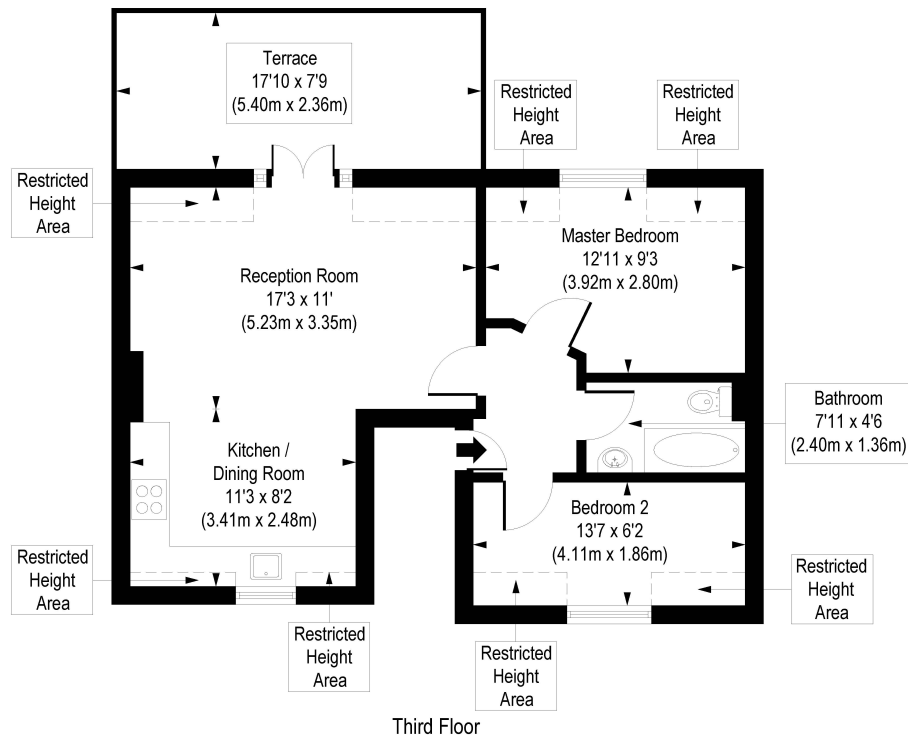 Terrace
17'10 x 7'9
(5.40m x 2.36m)
Restricted
Height
Area
Restricted
Height
Area
Restricted
Height
Area
Master Bedroom
12'11 x 9'3
(3.92m x 2.80m)
Reception Room
17'3 x 11'
(5.23m x 3.35m)
Bathroom
7'11 x 4'6
(2.40m x 1.36m)
Kitchen /
Dining Room
11'3 x 8'2
(3.41m x 2.48m)
Bedroom 2
13'7 x 6'2
(4.11m x 1.86m)
Restricted
Height
Area
Restricted
Height
Area
Restricted
Height
Area
Restricted
Height
Area
Third Floor